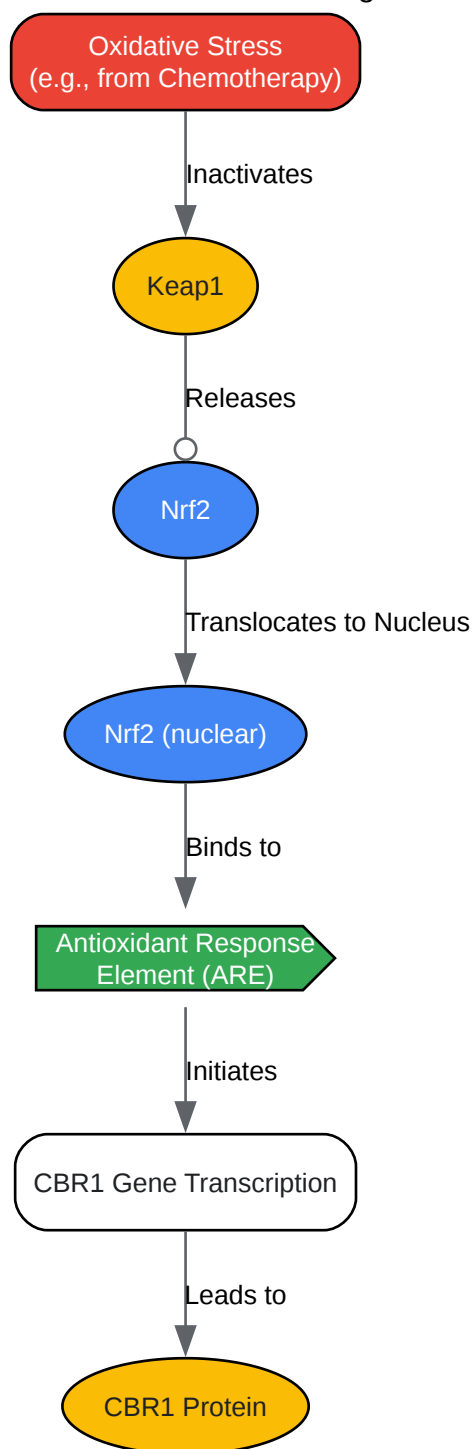 Oxidative Stress
(e.g., from Chemotherapy)
Inactivates
Keap1
Releases
Nrf2
Translocates to Nucleus
Nrf2 (nuclear)
Binds to
Antioxidant Response
Element (ARE)
Initiates
CBR1 Gene Transcription
Leads to
CBR1 Protein